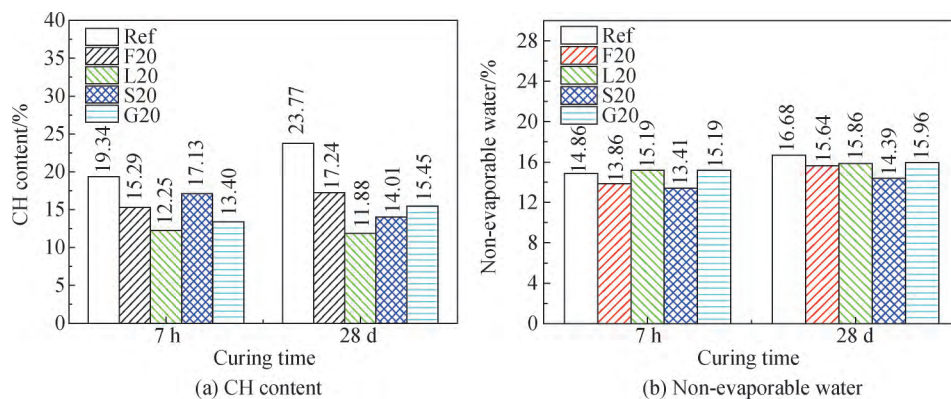 40
35
30
25
20
15
10
5
0
CH content/%
Ref
F20
L20
S20
G20
19.34
15.29
12.25
17.13
13.40
23.77
17.24
11.88
14.01
15.45
7 h
28 d
Curing time
(a) CH content
28
24
20
16
12
8
4
0
Non-evaporable water/%
Ref
F20
L20
S20
G20
14.86
13.86
15.19
13.41
15.19
16.68
15.64
15.86
14.39
15.96
7 h
28 d
Curing time
(b) Non-evaporable water